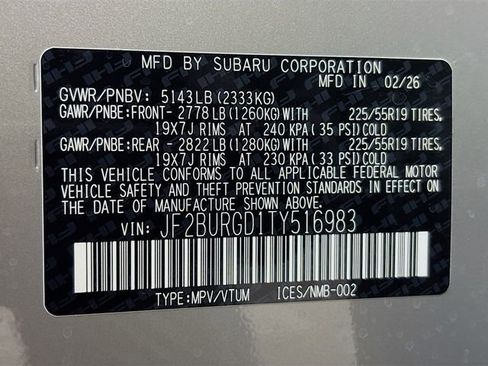 MFD BY SUBARU CORPORATION
MFD IN 02/26
GVWR/PNBV: 5143LB (2333KG)
GAWR/PNBE:FRONT- 2778LB (1260KG) WITH 225/55R19 TIRES,
19X7J RIMS AT 240 KPA (35 PSI) COLD
GAWR/PNBE:REAR - 2822LB (1280KG) WITH 225/55R19 TIRES,
19X7J RIMS AT 230 KPA (33 PSI) COLD
THIS VEHICLE CONFORMS TO ALL APPLICABLE FEDERAL MOTOR
VEHICLE SAFETY AND THEFT PREVENTION STANDARDS IN EFFECT ON
THE DATE OF MANUFACTURE SHOWN ABOVE.
VIN: JF2BURGD1TY516983
TYPE:MPV/VTUM ICES/NMB-002